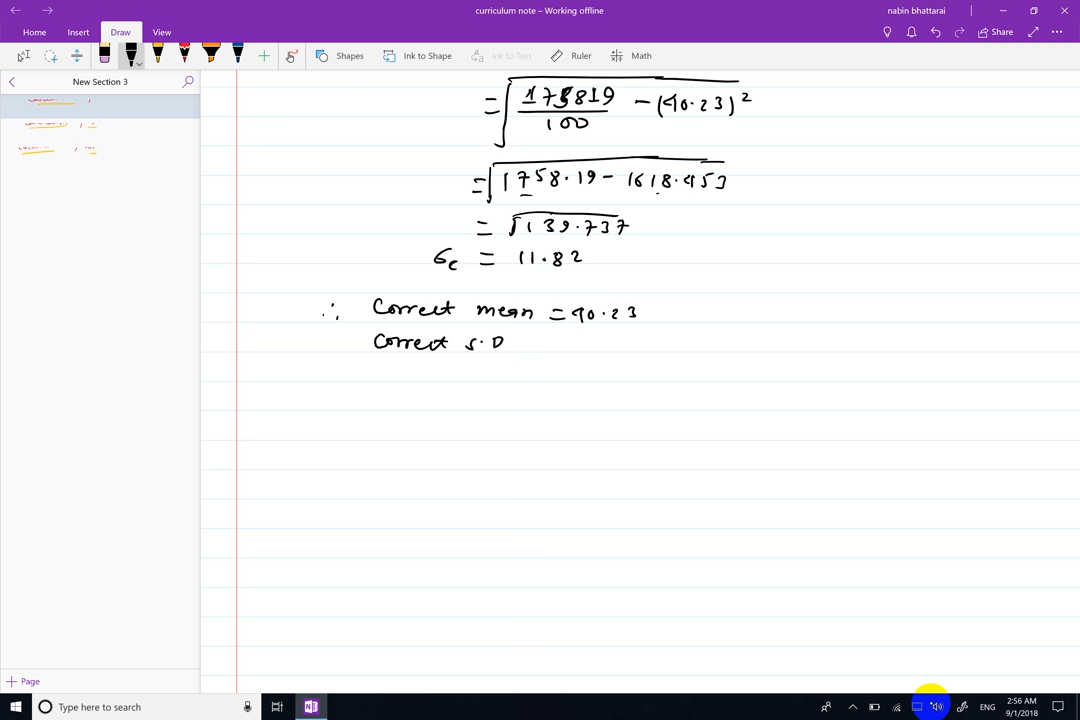 curriculum note – Working offline
nabin bhattarai
Home Insert Draw View
Share
Shapes Ink to Shape Ink to Text Ruler Math
New Section 3
= √ 175819 / 100 − (40.23)²
= √ 1758.19 − 1618.453
= √ 139.737
σc = 11.82
∴ Correct mean = 40.23
Correct S.D
+ Page
Type here to search
ENG
2:56 AM
9/1/2018